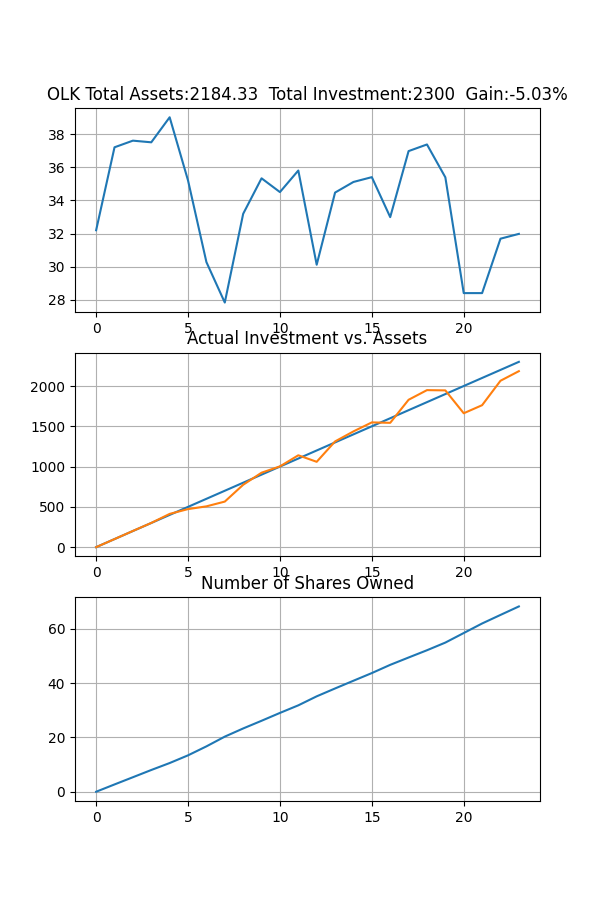 OLK Total Assets:2184.33  Total Investment:2300  Gain:-5.03%
38
36
34
32
30
28
0 5 10 15 20
Actual Investment vs. Assets
2000
1500
1000
500
0
0 5 10 15 20
Number of Shares Owned
60
40
20
0
0 5 10 15 20